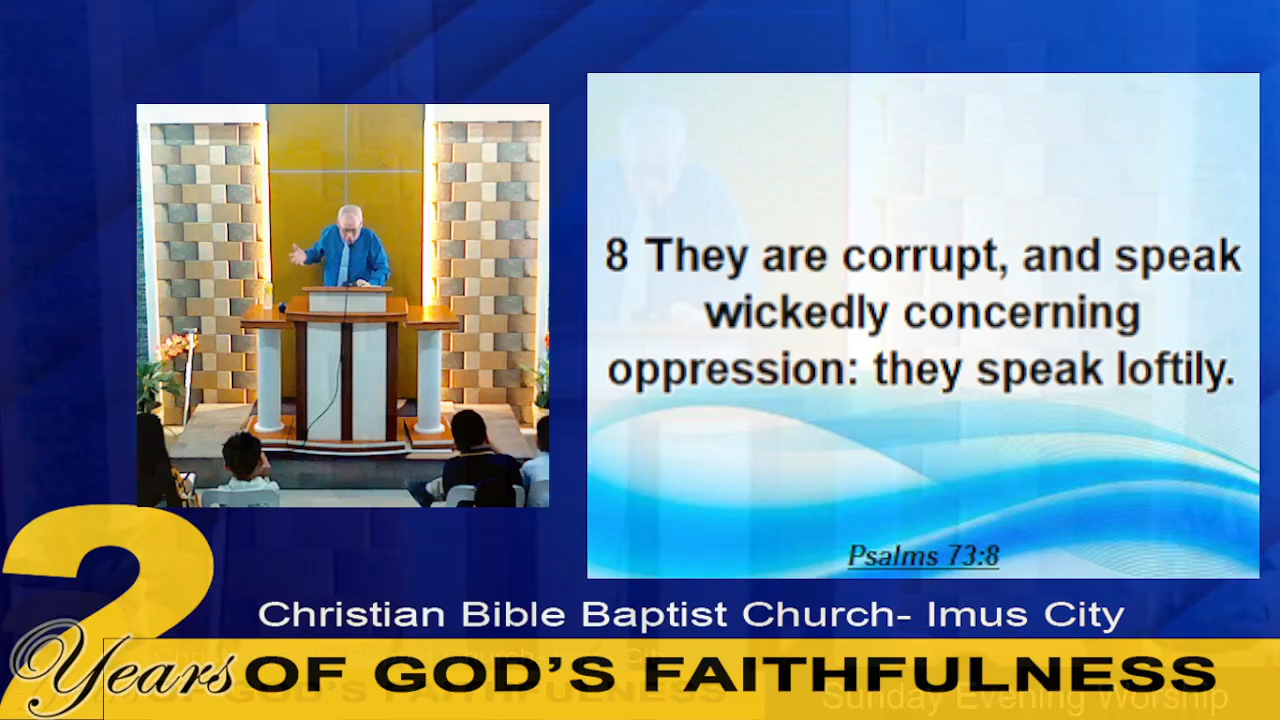 8 They are corrupt, and speak
wickedly concerning
oppression: they speak loftily.
Psalms 73:8
Christian Bible Baptist Church- Imus City
2
Years OF GOD'S FAITHFULNESS
Sunday Evening Worship